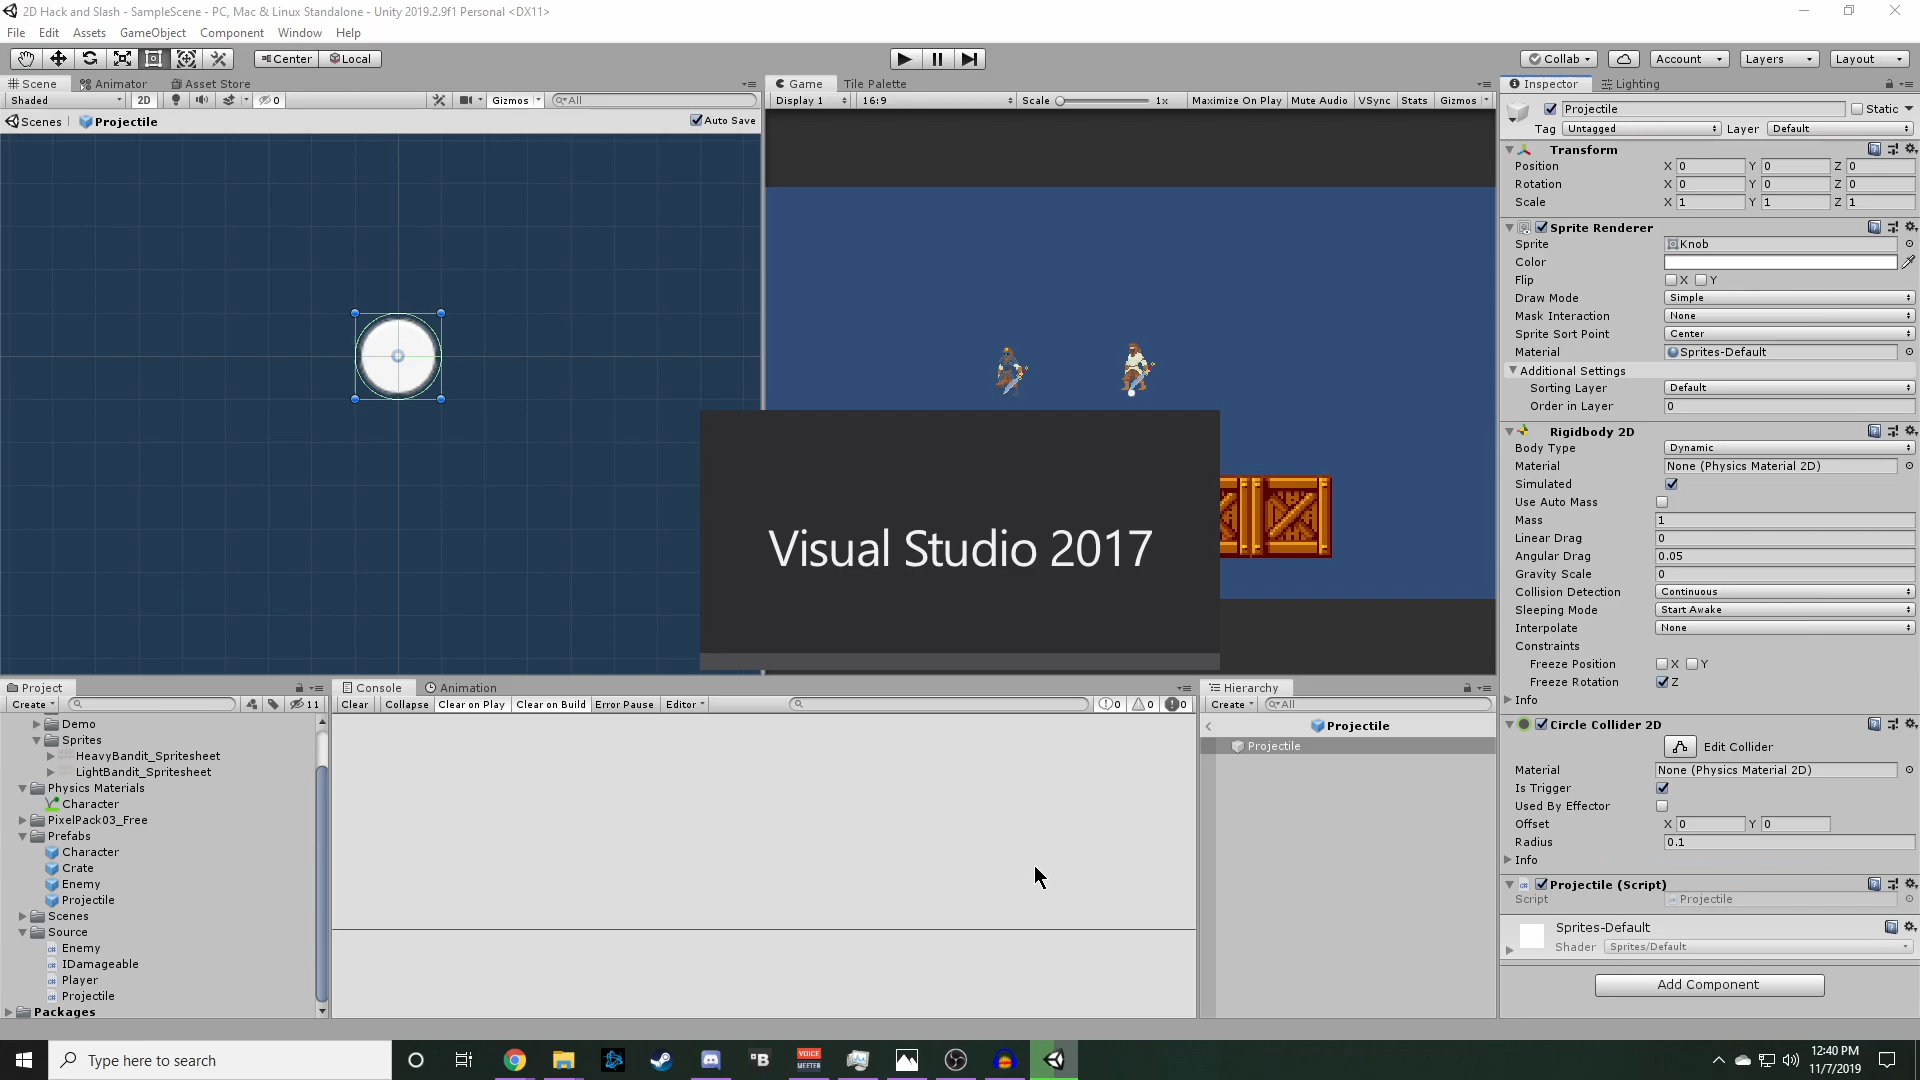 2D Hack and Slash - SampleScene - PC, Mac & Linux Standalone - Unity 2019.2.9f1 Personal <DX11>
File Edit Assets GameObject Component Window Help
Center Local
Collab Account Layers Layout
Scene Animator Asset Store
Shaded 2D 0 Gizmos All
Scenes Projectile Auto Save
Game Tile Palette
Display 1 16:9 Scale 1x Maximize On Play Mute Audio VSync Stats Gizmos
Visual Studio 2017
Inspector Lighting
Projectile Static
Tag Untagged Layer Default
Transform
Position X 0 Y 0 Z 0
Rotation X 0 Y 0 Z 0
Scale X 1 Y 1 Z 1
Sprite Renderer
Sprite Knob
Color
Flip X Y
Draw Mode Simple
Mask Interaction None
Sprite Sort Point Center
Material Sprites-Default
Additional Settings
Sorting Layer Default
Order in Layer 0
Rigidbody 2D
Body Type Dynamic
Material None (Physics Material 2D)
Simulated
Use Auto Mass
Mass 1
Linear Drag 0
Angular Drag 0.05
Gravity Scale 0
Collision Detection Continuous
Sleeping Mode Start Awake
Interpolate None
Constraints
Freeze Position X Y
Freeze Rotation Z
Info
Circle Collider 2D
Edit Collider
Material None (Physics Material 2D)
Is Trigger
Used By Effector
Offset X 0 Y 0
Radius 0.1
Info
Projectile (Script)
Script Projectile
Sprites-Default
Shader Sprites/Default
Add Component
Project
Create 11
Demo
Sprites
HeavyBandit_Spritesheet
LightBandit_Spritesheet
Physics Materials
Character
PixelPack03_Free
Prefabs
Character
Crate
Enemy
Projectile
Scenes
Source
Enemy
IDamageable
Player
Projectile
Packages
Console Animation
Clear Collapse Clear on Play Clear on Build Error Pause Editor 0 0 0
Hierarchy
Create All
Projectile
Projectile
Type here to search
B
VOICE
MEETER
12:40 PM
11/7/2019